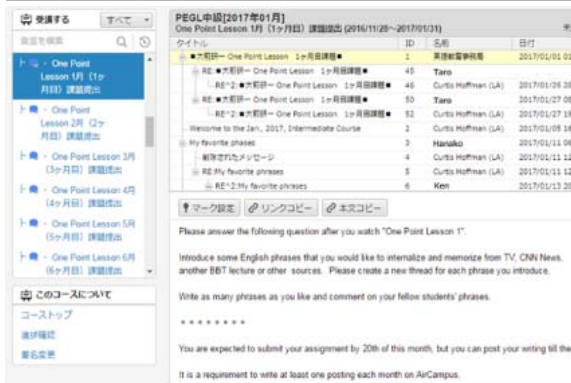 受講する
すべて
発言を検索
One Point
Lesson 1月（1ヶ
月目）課題提出
One Point
Lesson 2月（2ヶ
月目）課題提出
One Point Lesson 3月
（3ヶ月目）課題提出
One Point Lesson 4月
（4ヶ月目）課題提出
One Point Lesson 5月
（5ヶ月目）課題提出
One Point Lesson 6月
（6ヶ月目）課題提出
このコースについて
コーストップ
進捗確認
署名変更
PEGL中級[2017年01月]
One Point Lesson 1月（1ヶ月目）課題提出 (2016/11/28～2017/01/31)
タイトル ID 名前 日付
■大前研一 One Point Lesson 1ヶ月目課題■ 1 2017/01/01 01
RE:■大前研一 One Point Lesson 1ヶ月目課題■ 45 Taro
RE^2:■大前研一 One Point Lesson 1ヶ月目課題■ 46 Curtis Hoffman (LA) 2017/01/26 20
RE:■大前研一 One Point Lesson 1ヶ月目課題■ 50 Taro 2017/01/27 00
RE^2:■大前研一 One Point Lesson 1ヶ月目課題■ 52 Curtis Hoffman (LA) 2017/01/27 15
Welcome to the Jan., 2017, Intermediate Course 2 Curtis Hoffman (LA) 2017/01/05 16
My favorite phrases 3 Hanako 2017/01/11 06
削除されたメッセージ 4 Curtis Hoffman (LA) 2017/01/11 12
RE:My favorite phrases 5 Curtis Hoffman (LA) 2017/01/11 12
RE^2:My favorite phrases 6 Ken 2017/01/13 20
マーク設定 リンクコピー 本文コピー
Please answer the following question after you watch "One Point Lesson 1".
Introduce some English phrases that you would like to internalize and memorize from TV, CNN News,
another BBT lecture or other sources. Please create a new thread for each phrase you introduce.
Write as many phrases as you like and comment on your fellow students' phrases.
* * * * * * * *
You are expected to submit your assignment by 20th of this month, but you can post your writing till the
It is a requirement to write at least one posting each month on AirCampus.